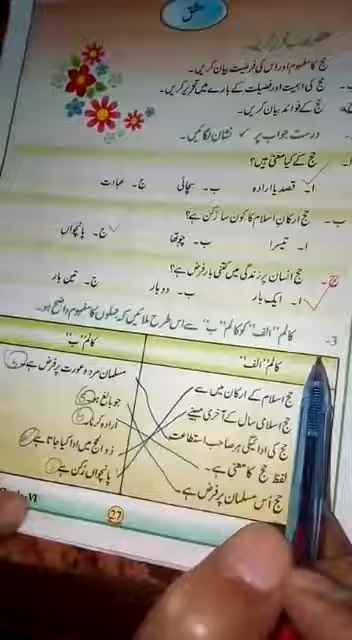 مشق
حج کا مفہوم اور اس کی فرضیت بیان کریں۔
حج کی اہمیت اور فضیلت کے بارے میں تحریر کریں۔
حج کے فوائد بیان کریں۔
درست جواب پر ✓ نشان لگائیں۔
حج کے کیا معنی ہیں؟
ا۔ قصد یا ارادہ ب۔ سچائی ج۔ عبادت
ب۔ حج ارکانِ اسلام کا کون سا رکن ہے؟
ا۔ تیسرا ب۔ چوتھا ج۔ پانچواں
ج۔ حج انسان پر زندگی میں کتنی بار فرض ہے؟
ا۔ ایک بار ب۔ دو بار ج۔ تین بار
3۔ کالم "الف" کو کالم "ب" سے اس طرح ملائیں کہ جملوں کا مفہوم واضح ہو۔
کالم "الف" کالم "ب"
حج اسلام کے ارکان میں سے مسلمان مرد و عورت پر فرض ہے
حج اسلامی سال کے آخری مہینے جو بالغ ہو
حج کی ادائیگی ہر صاحبِ استطاعت ارادہ کرنا
لفظ حج کا معنی ہے۔ ذوالحج میں ادا کیا جاتا ہے
حج اُس مسلمان پر فرض ہے۔ پانچواں رکن ہے
VI
27